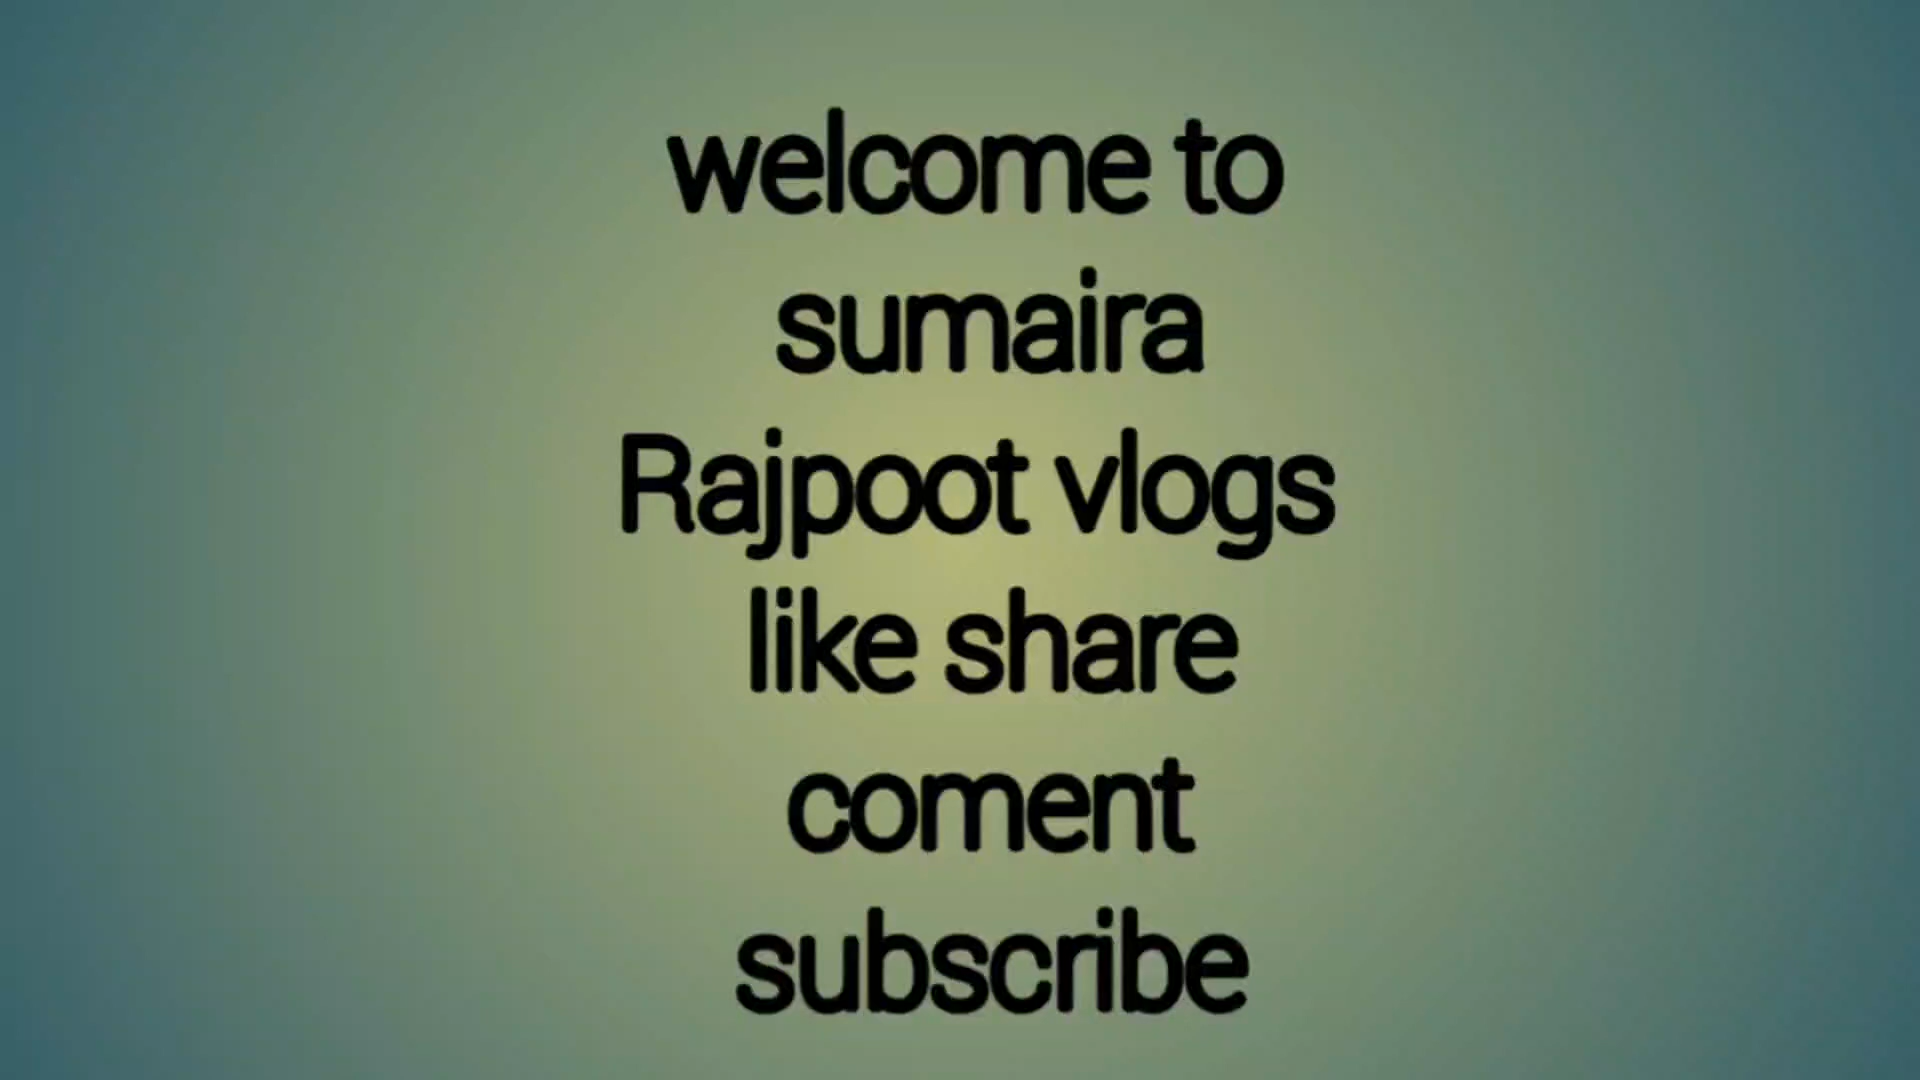 welcome to
sumaira
Rajpoot vlogs
like share
coment
subscribe